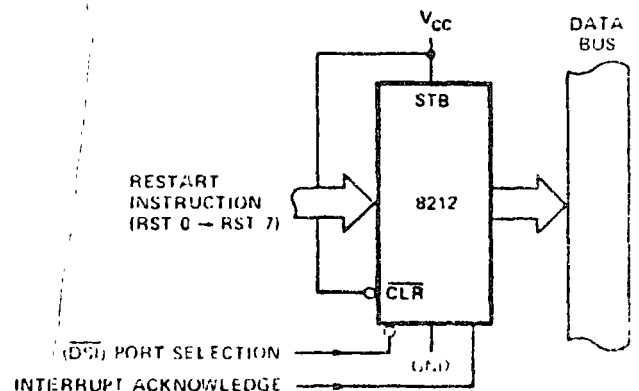 VCC
DATA
BUS
STB
RESTART
INSTRUCTION
(RST 0 → RST 7)
8212
CLR
(DS1) PORT SELECTION
GND
INTERRUPT ACKNOWLEDGE